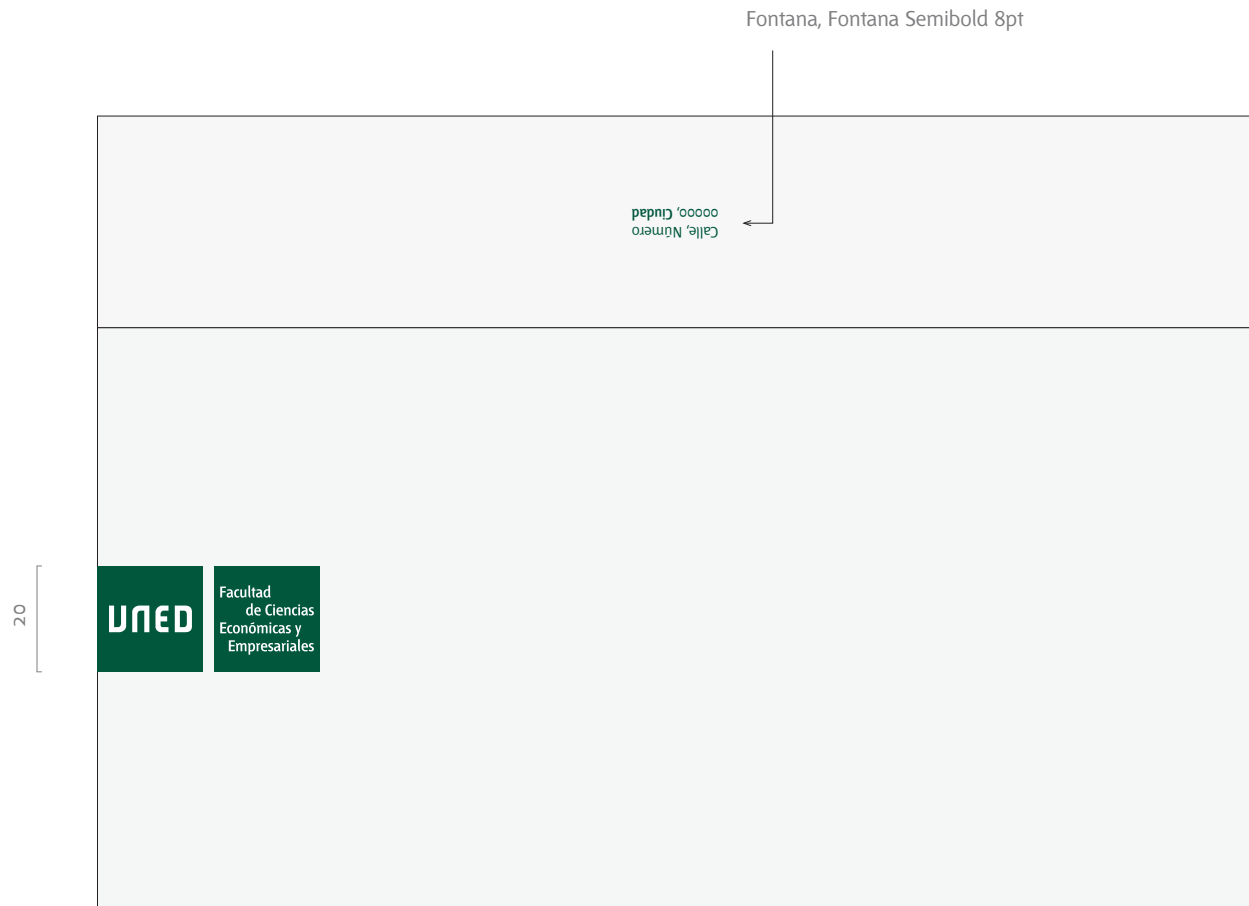 Fontana, Fontana Semibold 8pt
Calle, Número
00000, Ciudad
20
UNED
Facultad
de Ciencias
Económicas y
Empresariales